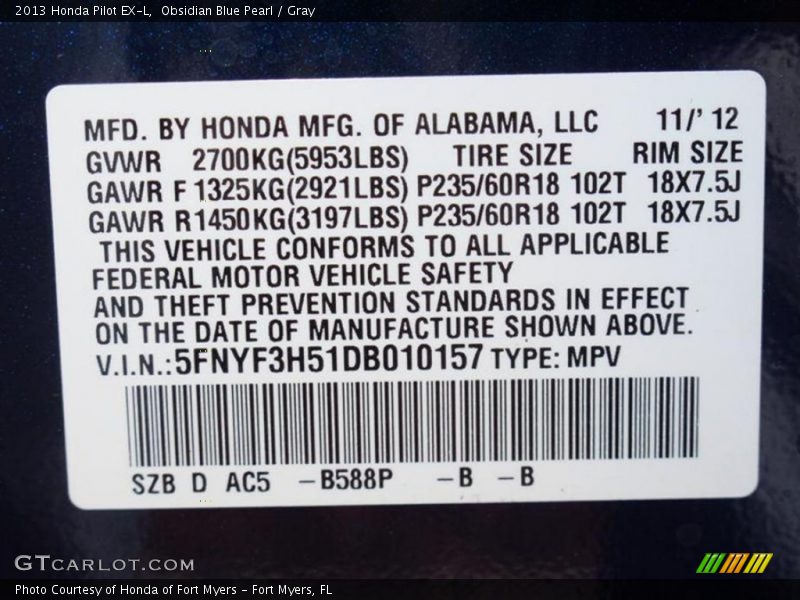 2013 Honda Pilot EX-L, Obsidian Blue Pearl / Gray
MFD. BY HONDA MFG. OF ALABAMA, LLC 11/' 12
GVWR 2700KG(5953LBS) TIRE SIZE RIM SIZE
GAWR F 1325KG(2921LBS) P235/60R18 102T 18X7.5J
GAWR R1450KG(3197LBS) P235/60R18 102T 18X7.5J
THIS VEHICLE CONFORMS TO ALL APPLICABLE
FEDERAL MOTOR VEHICLE SAFETY
AND THEFT PREVENTION STANDARDS IN EFFECT
ON THE DATE OF MANUFACTURE SHOWN ABOVE.
V.I.N.:5FNYF3H51DB010157 TYPE: MPV
SZB D AC5 -B588P -B -B
GTCARLOT.COM
Photo Courtesy of Honda of Fort Myers - Fort Myers, FL